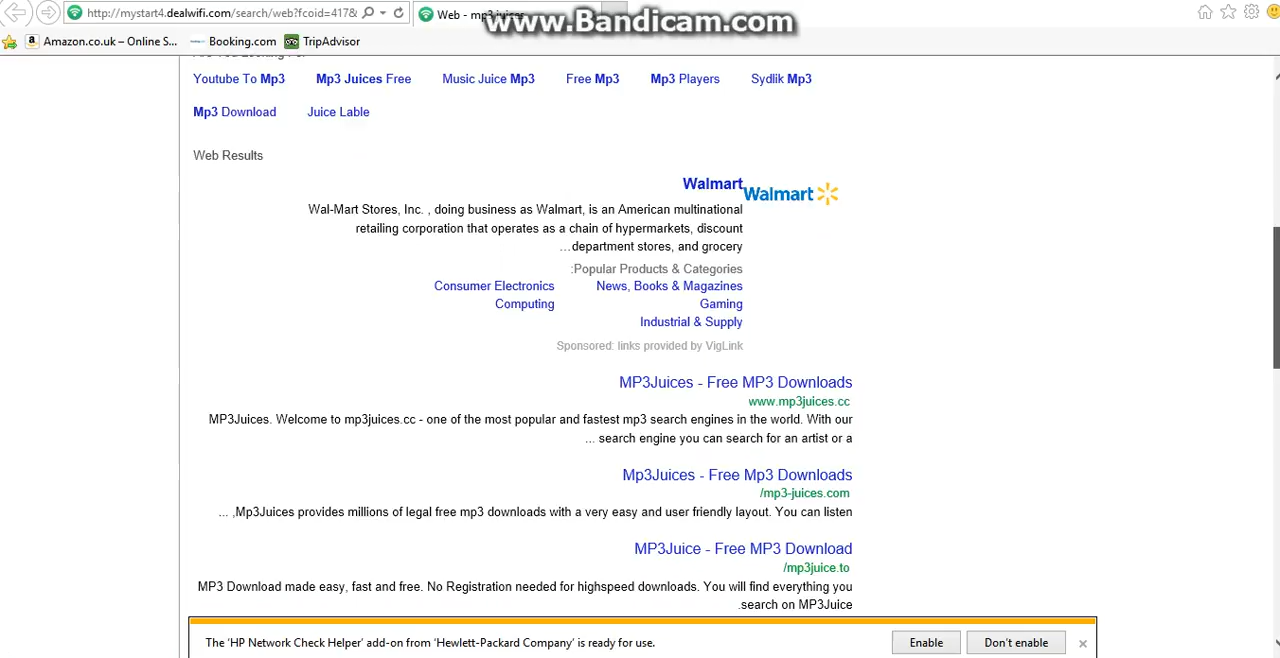 http://mystart4.dealwifi.com/search/web?fcoid=417&
Web - mp3juices
www.Bandicam.com
Amazon.co.uk – Online S...
Booking.com
TripAdvisor
Youtube To Mp3
Mp3 Juices Free
Music Juice Mp3
Free Mp3
Mp3 Players
Sydlik Mp3
Mp3 Download
Juice Lable
Web Results
Walmart
Walmart
Wal-Mart Stores, Inc. , doing business as Walmart, is an American multinational
retailing corporation that operates as a chain of hypermarkets, discount
...department stores, and grocery
:Popular Products & Categories
Consumer Electronics
News, Books & Magazines
Computing
Gaming
Industrial & Supply
Sponsored: links provided by VigLink
MP3Juices - Free MP3 Downloads
www.mp3juices.cc
MP3Juices. Welcome to mp3juices.cc - one of the most popular and fastest mp3 search engines in the world. With our
... search engine you can search for an artist or a
Mp3Juices - Free Mp3 Downloads
/mp3-juices.com
... ,Mp3Juices provides millions of legal free mp3 downloads with a very easy and user friendly layout. You can listen
MP3Juice - Free MP3 Download
/mp3juice.to
MP3 Download made easy, fast and free. No Registration needed for highspeed downloads. You will find everything you
.search on MP3Juice
The 'HP Network Check Helper' add-on from 'Hewlett-Packard Company' is ready for use.
Enable
Don't enable